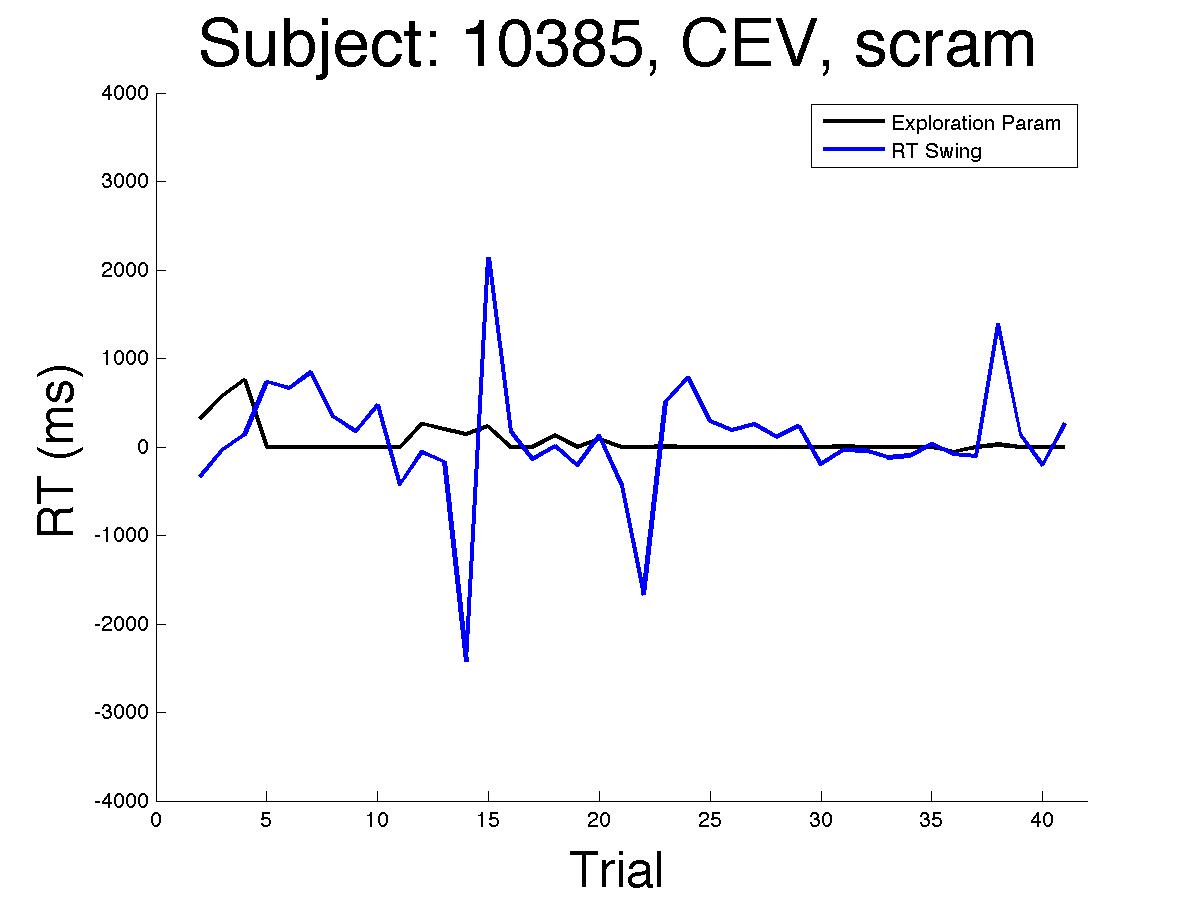 Subject: 10385, CEV, scram
4000
3000
2000
1000
0
-1000
-2000
-3000
-4000
RT (ms)
Exploration Param
RT Swing
0 5 10 15 20 25 30 35 40
Trial